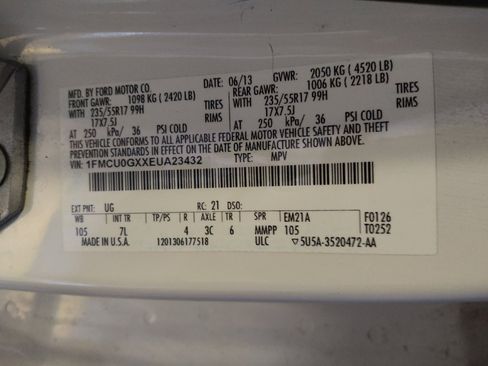 MFD. BY FORD MOTOR CO. DATE: 06/13 GVWR: 2050 KG ( 4520 LB)
FRONT GAWR: 1098 KG ( 2420 LB) REAR GAWR: 1006 KG ( 2218 LB)
WITH 235/55R17 99H TIRES WITH 235/55R17 99H TIRES
17X7.5J RIMS 17X7.5J RIMS
AT 250 kPa/ 36 PSI COLD AT 250 kPa/ 36 PSI COLD
THIS VEHICLE CONFORMS TO ALL APPLICABLE FEDERAL MOTOR VEHICLE SAFETY AND THEFT
PREVENTION STANDARDS IN EFFECT ON THE DATE OF MANUFACTURE SHOWN ABOVE.
VIN: 1FMCU0GXXEUA23432 TYPE: MPV
EXT PNT: UG RC: 21 DSO: F0126
WB INT TR TP/PS R AXLE TR SPR EM21A T0252
105 7L 4 3C 6 MMPP 105
MADE IN U.S.A. 1201306177518 ULC 5U5A-3520472-AA